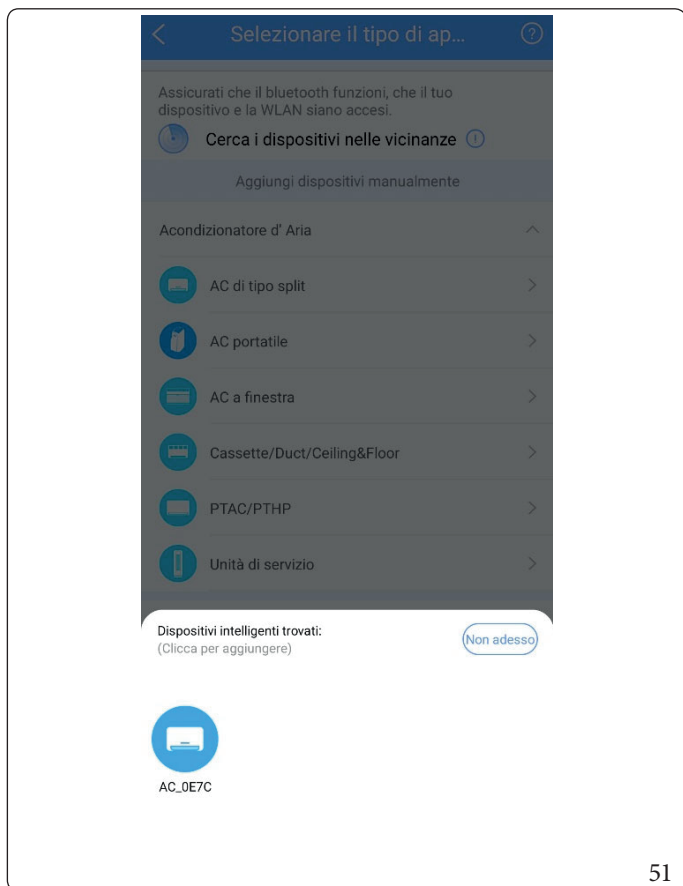 Selezionare il tipo di ap...
Assicurati che il bluetooth funzioni, che il tuo
dispositivo e la WLAN siano accesi.
Cerca i dispositivi nelle vicinanze
Aggiungi dispositivi manualmente
Acondizionatore d' Aria
AC di tipo split
AC portatile
AC a finestra
Cassette/Duct/Ceiling&Floor
PTAC/PTHP
Unità di servizio
Dispositivi intelligenti trovati:
(Clicca per aggiungere)
Non adesso
AC_0E7C
51